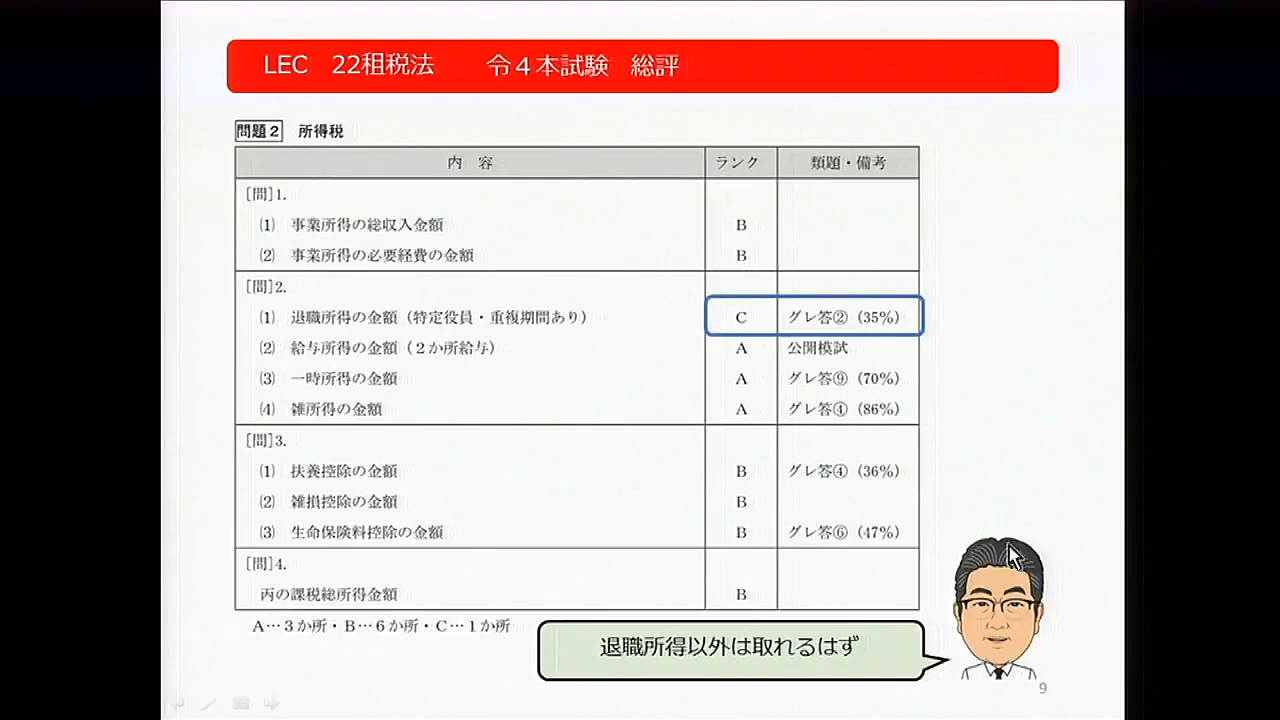 LEC 22租税法 令4本試験 総評
問題2 所得税
内 容 ランク 類題・備考
[問]1.
(1) 事業所得の総収入金額 B
(2) 事業所得の必要経費の金額 B
[問]2.
(1) 退職所得の金額(特定役員・重複期間あり) C グレ答②(35%)
(2) 給与所得の金額(2か所給与) A 公開模試
(3) 一時所得の金額 A グレ答⑨(70%)
(4) 雑所得の金額 A グレ答④(86%)
[問]3.
(1) 扶養控除の金額 B グレ答④(36%)
(2) 雑損控除の金額 B
(3) 生命保険料控除の金額 B グレ答⑥(47%)
[問]4.
丙の課税総所得金額 B
A…3か所・B…6か所・C…1か所
退職所得以外は取れるはず
9